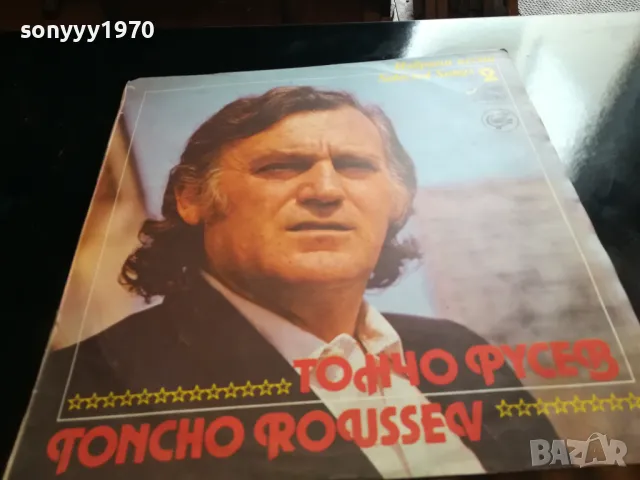 sonyyy1970
2
ТОНЧО РУСЕВ
TONCHO ROUSSEV
BAZAR